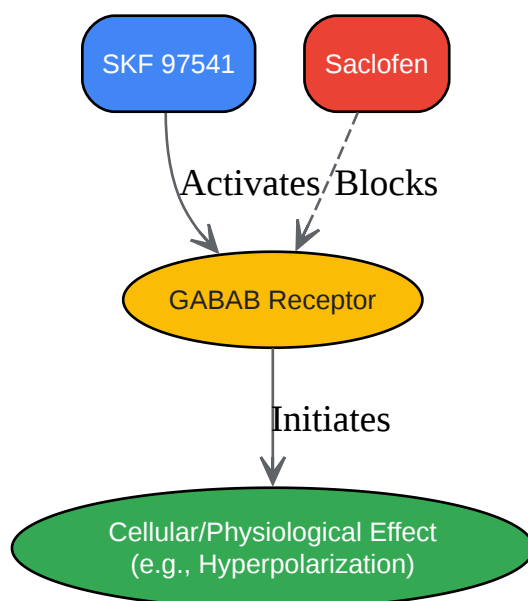 SKF 97541
Saclofen
Activates
Blocks
GABAB Receptor
Initiates
Cellular/Physiological Effect
(e.g., Hyperpolarization)